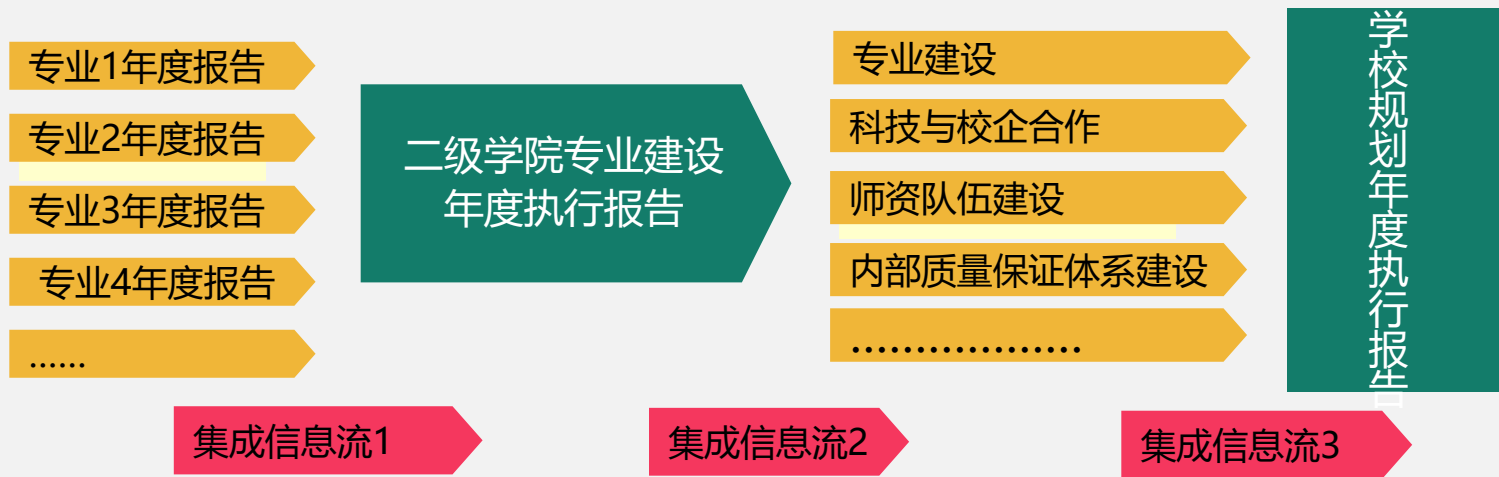 专业1年度报告
专业2年度报告
专业3年度报告
专业4年度报告
......
二级学院专业建设
年度执行报告
专业建设
科技与校企合作
师资队伍建设
内部质量保证体系建设
..................
学校规划年度执行报告
集成信息流1
集成信息流2
集成信息流3